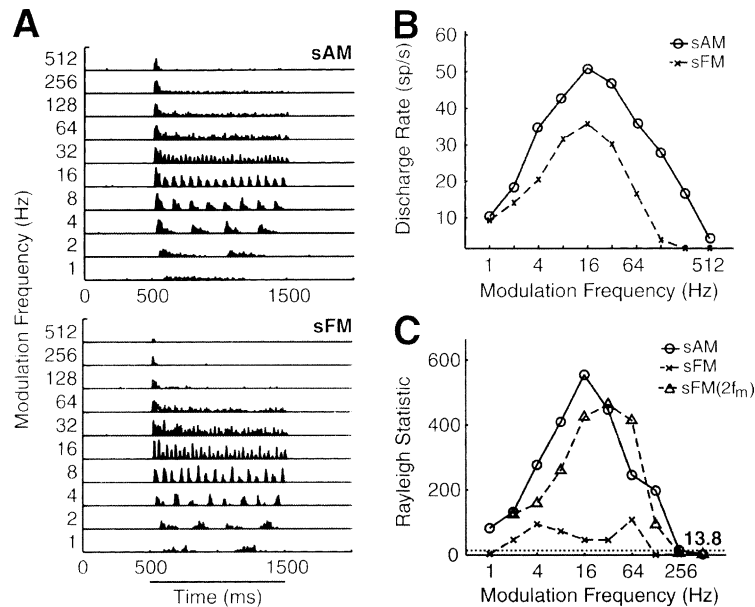 A
sAM
512
256
128
64
32
16
8
4
2
1
0 500 1500
sFM
512
256
128
64
32
16
8
4
2
1
500 1500
Time (ms)
Modulation Frequency (Hz)
B
sAM
sFM
60
50
40
30
20
10
1 4 16 64 512
Discharge Rate (sp/s)
Modulation Frequency (Hz)
C
sAM
sFM
sFM(2fm)
600
400
200
0
13.8
1 4 16 64 256
Rayleigh Statistic
Modulation Frequency (Hz)